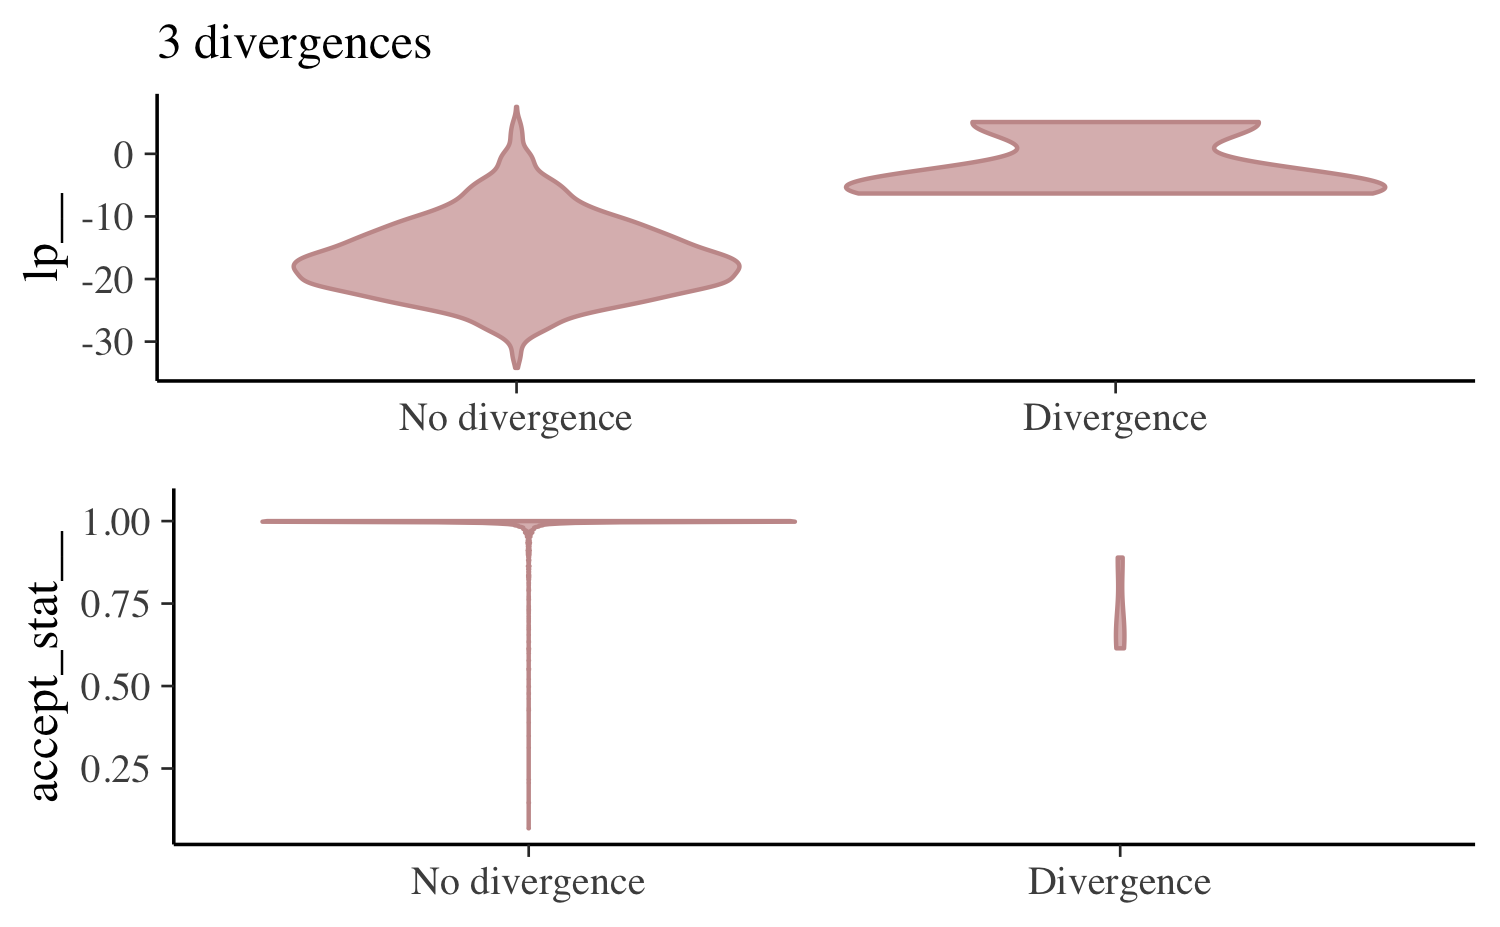 3 divergences
lp__
0
-10
-20
-30
No divergence
Divergence
accept_stat__
1.00
0.75
0.50
0.25
No divergence
Divergence